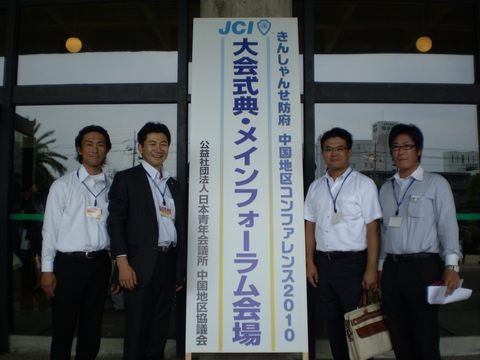 JCI
きんしゃんせ防府 中国地区コンファレンス2010
大会式典・メインフォーラム会場
公益社団法人 日本青年会議所 中国地区協議会